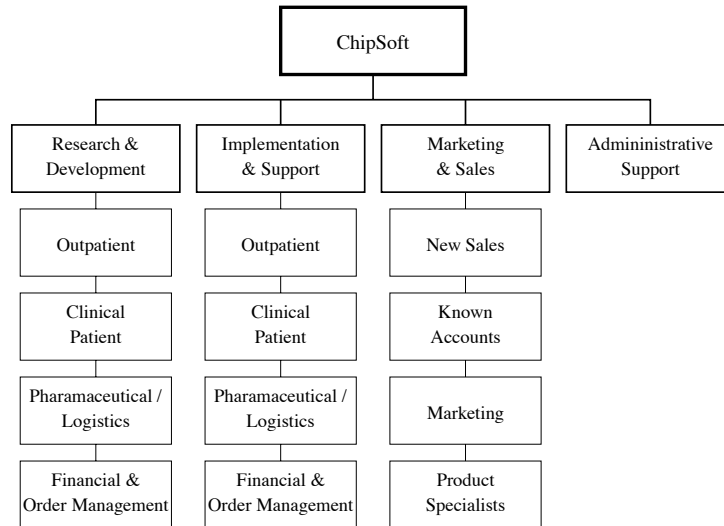 ChipSoft
Research &
Development
Implementation
& Support
Marketing
& Sales
Admininistrative
Support
Outpatient
Outpatient
New Sales
Clinical
Patient
Clinical
Patient
Known
Accounts
Pharamaceutical /
Logistics
Pharamaceutical /
Logistics
Marketing
Financial &
Order Management
Financial &
Order Management
Product
Specialists